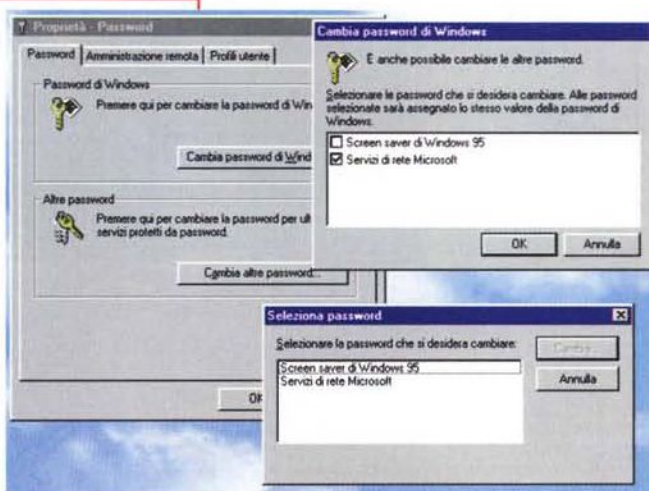 Proprietà - Password
Password
Amministrazione remota
Profili utente
Password di Windows
Premere qui per cambiare la password di Win
Cambia password di Wind
Altre password
Premere qui per cambiare la password per ult
servizi protetti da password.
Cambia altre password...
OK
Cambia password di Windows
È anche possibile cambiare le altre password.
Selezionare le password che si desidera cambiare. Alle password
selezionate sarà assegnato lo stesso valore della password di
Windows.
Screen saver di Windows 95
Servizi di rete Microsoft
OK
Annulla
Seleziona password
Selezionare la password che si desidera cambiare:
Cambia...
Screen saver di Windows 95
Servizi di rete Microsoft
Annulla